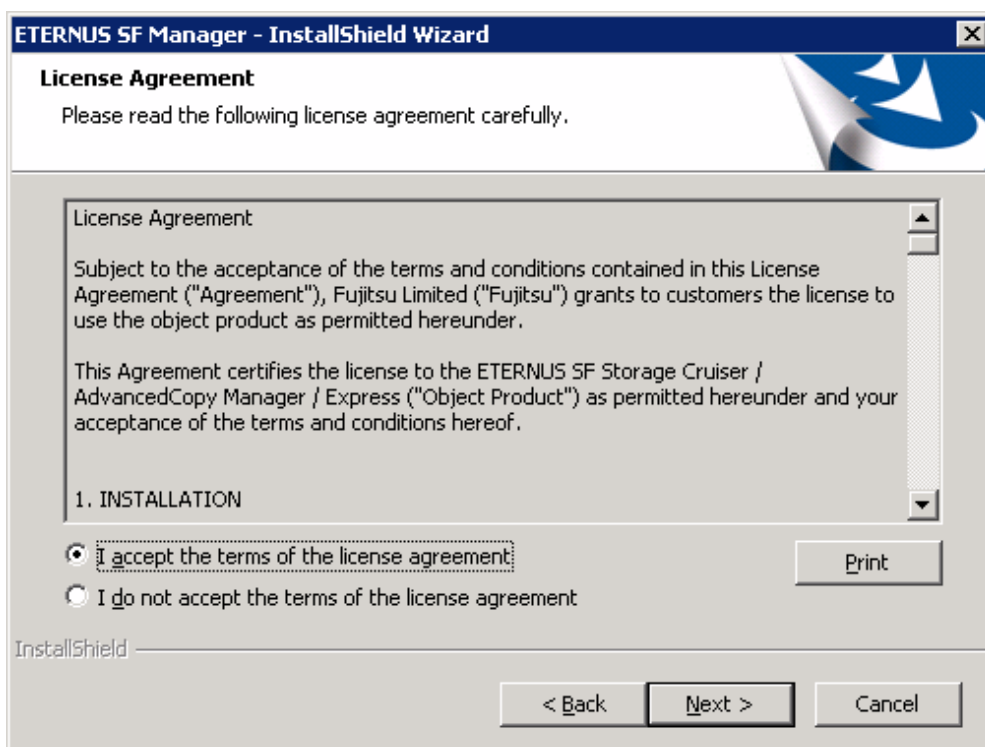 ETERNUS SF Manager - InstallShield Wizard
License Agreement
Please read the following license agreement carefully.
License Agreement
Subject to the acceptance of the terms and conditions contained in this License
Agreement ("Agreement"), Fujitsu Limited ("Fujitsu") grants to customers the license to
use the object product as permitted hereunder.
This Agreement certifies the license to the ETERNUS SF Storage Cruiser /
AdvancedCopy Manager / Express ("Object Product") as permitted hereunder and your
acceptance of the terms and conditions hereof.
1. INSTALLATION
I accept the terms of the license agreement
Print
I do not accept the terms of the license agreement
InstallShield
< Back
Next >
Cancel